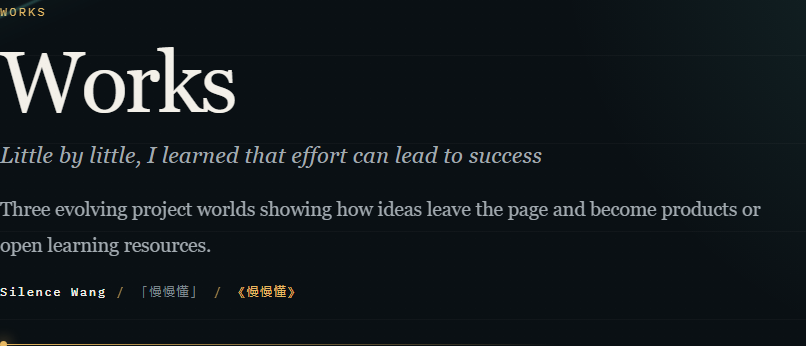 WORKS
Works
Little by little, I learned that effort can lead to success
Three evolving project worlds showing how ideas leave the page and become products or
open learning resources.
Silence Wang / 「慢慢懂」 / 《慢慢懂》